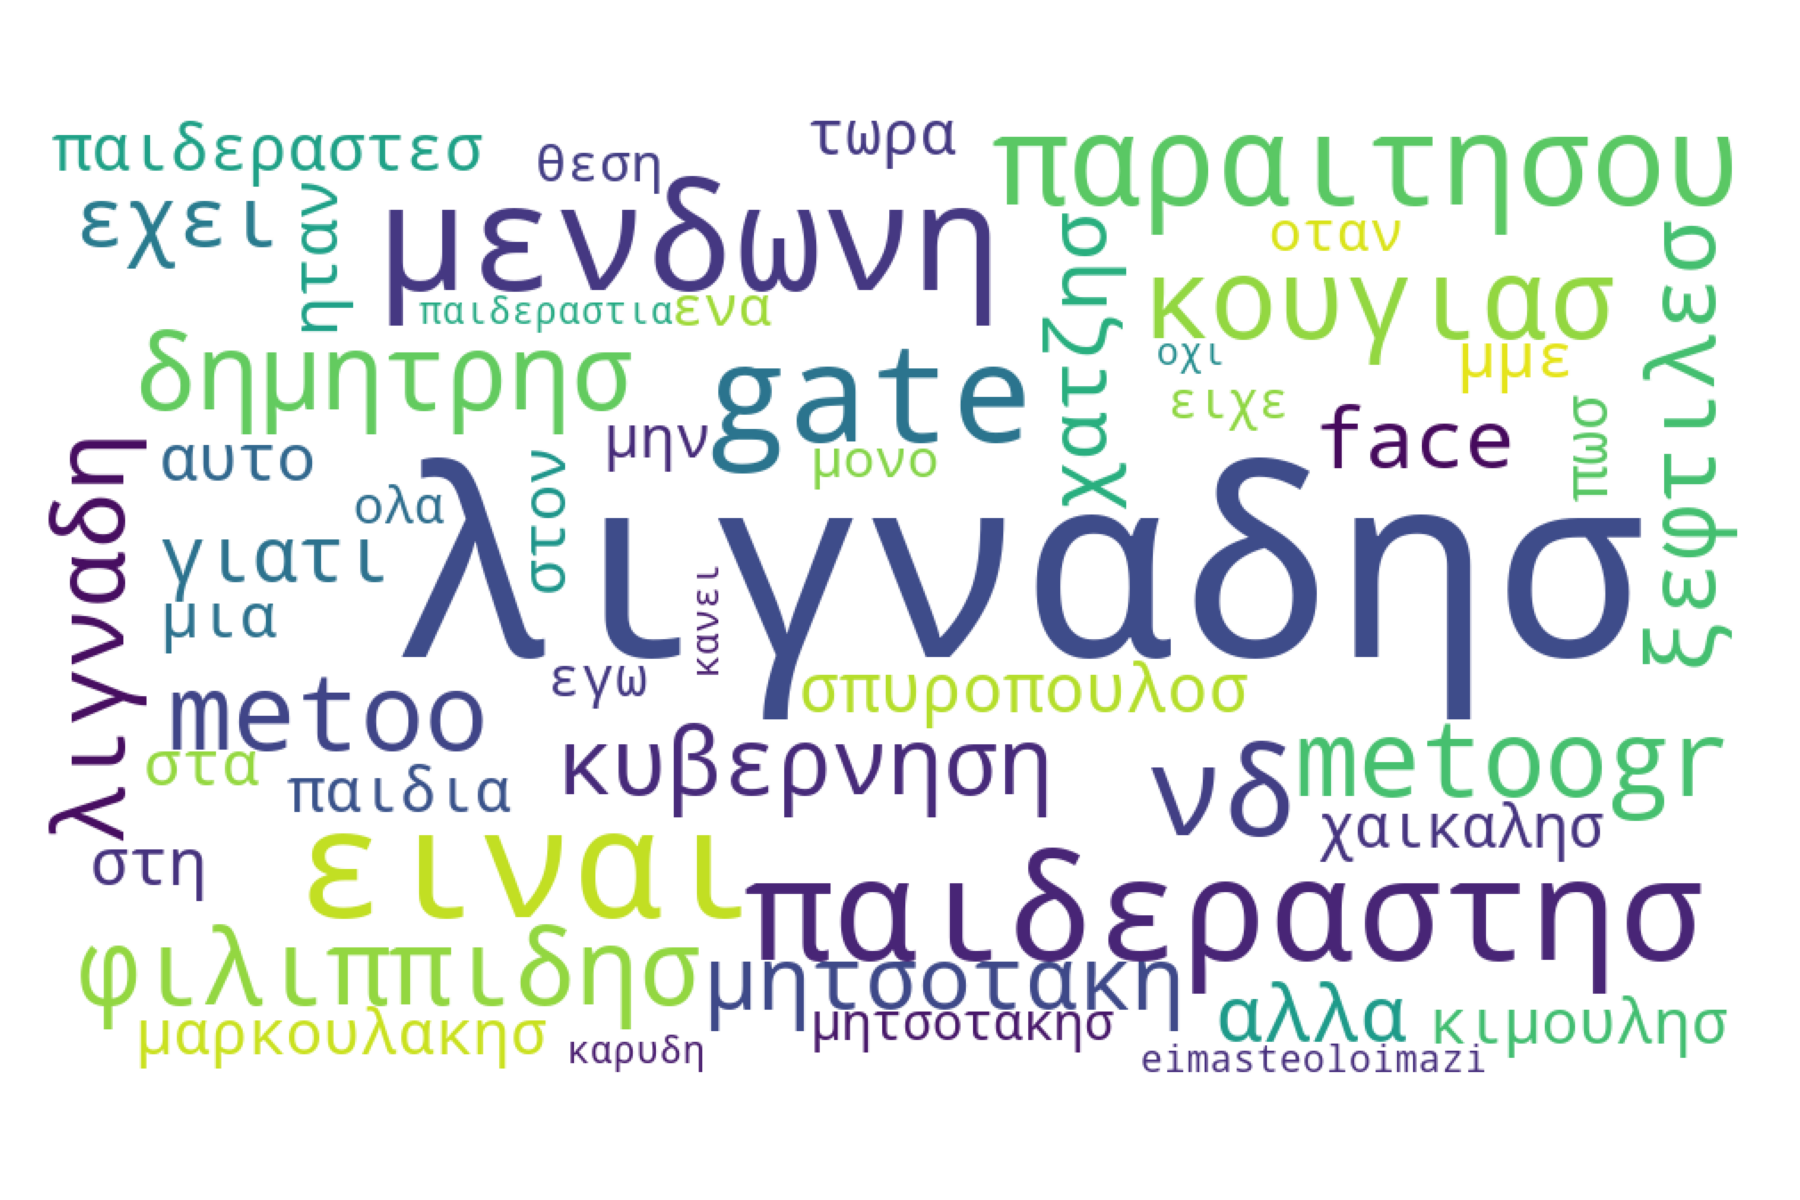 τωρα
παιδεραστεσ
θεση
παραιτησου
εχει
ηταν
μενδωνη
οταν
χατζησ
ξεφτιλεσ
παιδεραστια
ενα
κουγιασ
οχι
μμε
δημητρησ
gate
ειχε
face
πωσ
μην
μονο
λιγναδη
αυτο
ολα
στον
λιγναδησ
γιατι
κανει
μια
εγω
σπυροπουλοσ
metoo
στα
παιδια
κυβερνηση
νδ
metoogr
χαικαλησ
στη
ειναι
παιδεραστησ
φιλιππιδησ
μητσοτακη
μαρκουλακησ
μητσοτακησ
αλλα
κιμουλησ
καρυδη
eimasteoloimazi